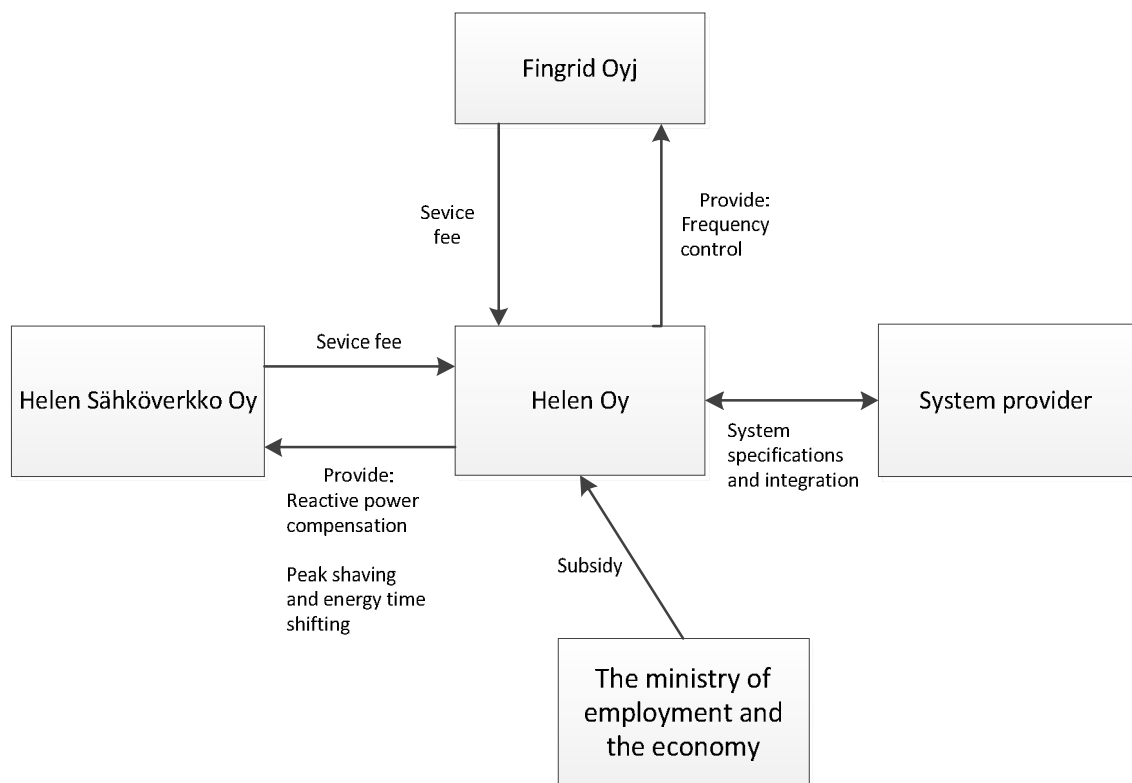 Fingrid Oyj
Sevice
fee
Provide:
Frequency
control
Helen Sähköverkko Oy
Sevice fee
Helen Oy
System provider
System
specifications
and integration
Provide:
Reactive power
compensation
Peak shaving
and energy time
shifting
Subsidy
The ministry of
employment and
the economy